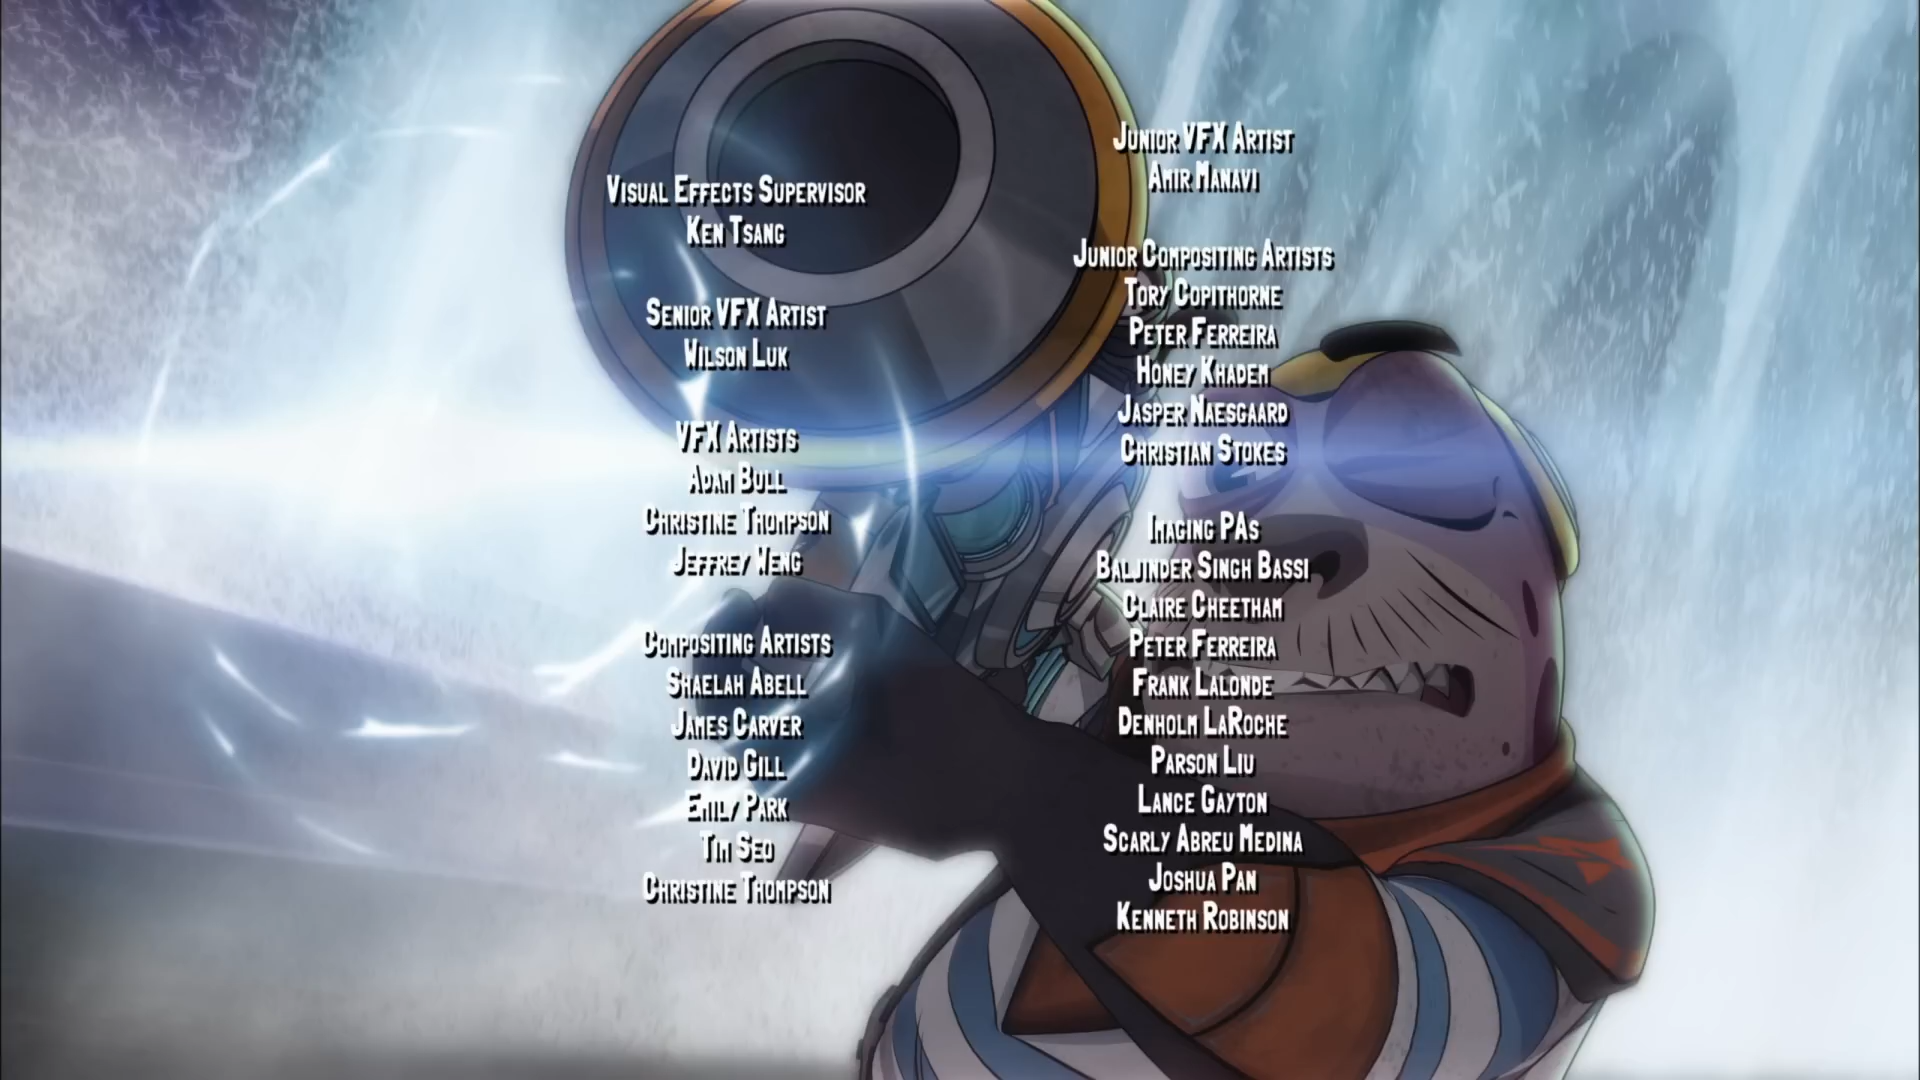 Visual Effects Supervisor
Ken Tsang
Senior VFX Artist
Wilson Luk
VFX Artists
Adam Bull
Christine Thompson
Jeffrey Weng
Compositing Artists
Shaelah Abell
James Carver
David Gill
Emily Park
Tim Seo
Christine Thompson
Junior VFX Artist
Amir Manavi
Junior Compositing Artists
Tory Copithorne
Peter Ferreira
Honey Khadem
Jasper Naesgaard
Christian Stokes
Imaging PAs
Baljinder Singh Bassi
Claire Cheetham
Peter Ferreira
Frank Lalonde
Denholm LaRoche
Parson Liu
Lance Gayton
Scarly Abreu Medina
Joshua Pan
Kenneth Robinson